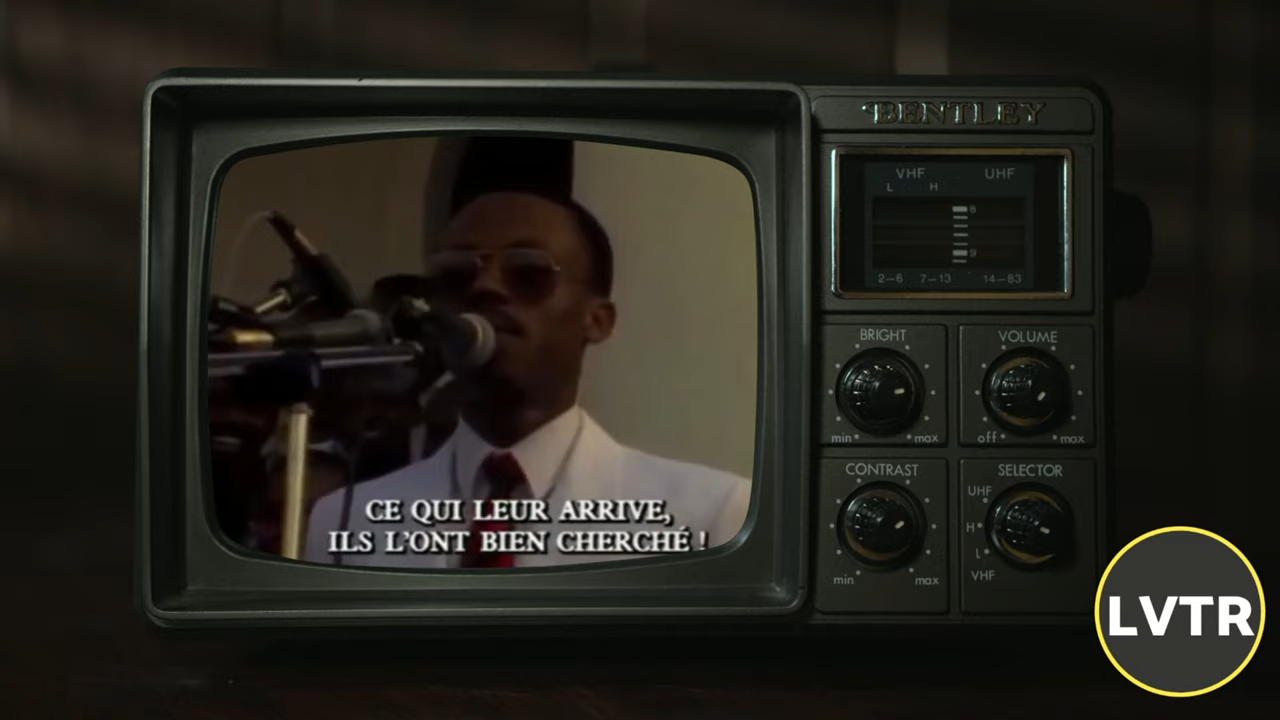 BENTLEY
VHF UHF
L H
6
9
2–6 7–13 14–83
BRIGHT VOLUME
min max off max
CONTRAST SELECTOR
UHF
H
L
min max VHF
CE QUI LEUR ARRIVE,
ILS L'ONT BIEN CHERCHÉ !
LVTR